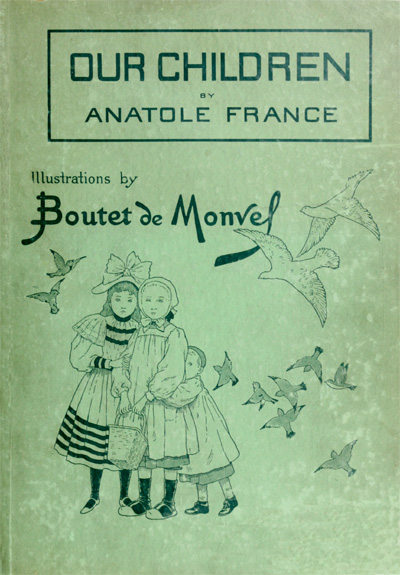 OUR CHILDREN
BY
ANATOLE FRANCE
Illustrations by
Boutet de Monvel